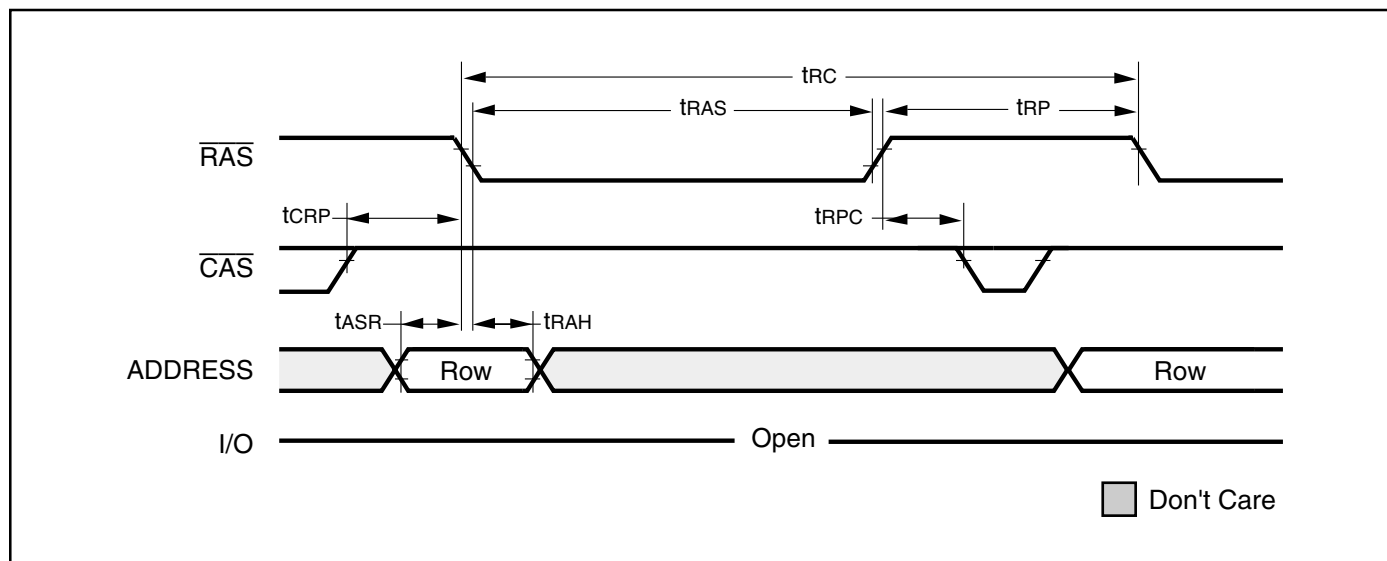 tRC
tRAS tRP
RAS
tCRP tRPC
CAS
tASR tRAH
ADDRESS Row Row
I/O Open
Don't Care